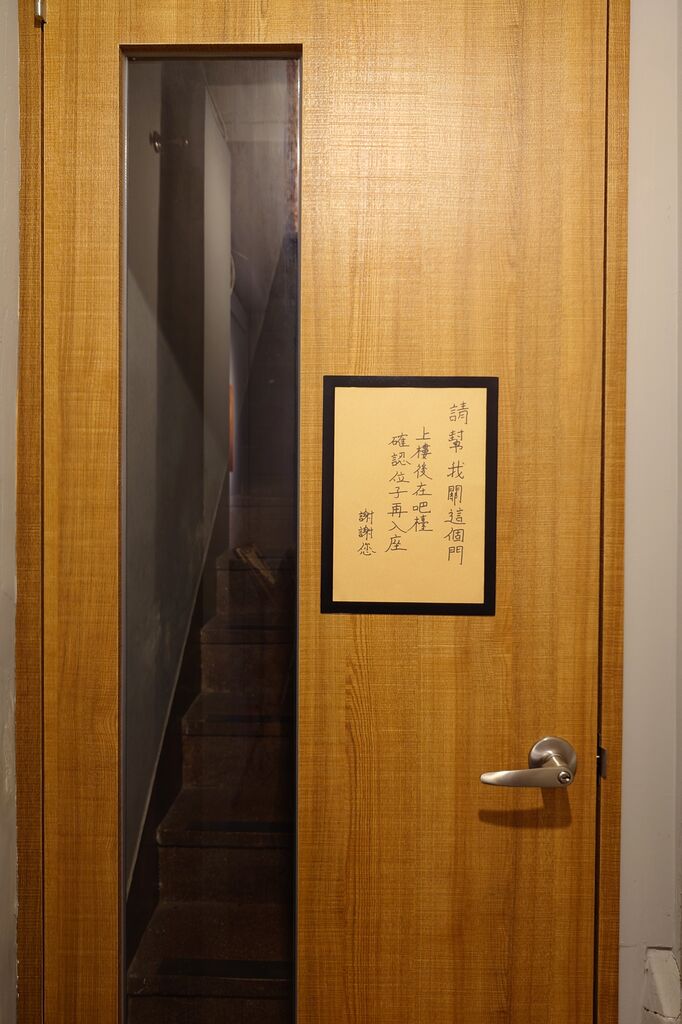 請幫我關這個門
上樓後在吧檯
確認位子再入座
謝謝您